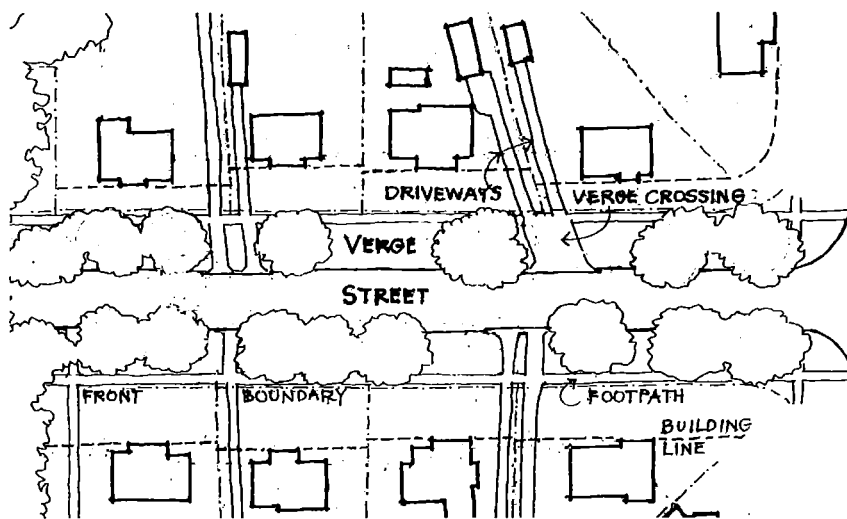 DRIVEWAYS
VERGE CROSSING
VERGE
STREET
FRONT BOUNDARY
FOOTPATH
BUILDING
LINE